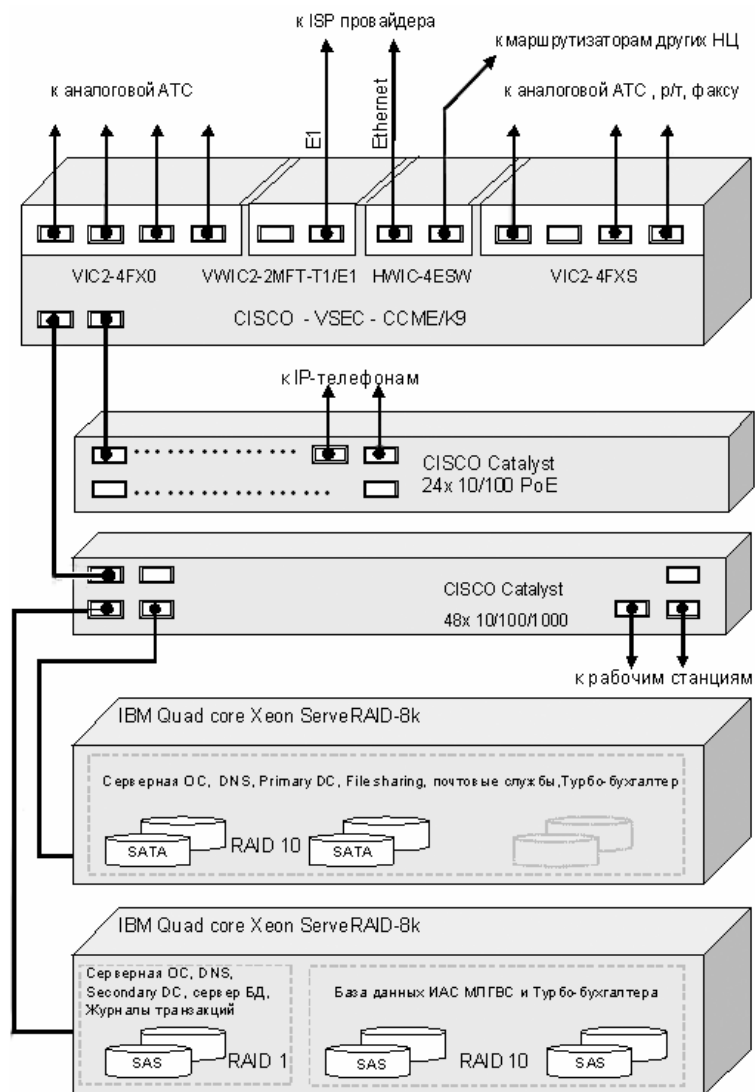 к ISP провайдера
к маршрутизаторам других НЦ
к аналоговой АТС
E1
Ethernet
к аналоговой АТС , р/т, факсу
VIC2-4FX0
VWIC2-2MFT-T1/E1
HWIC-4ESW
VIC2-4FXS
CISCO - VSEC - CCME/K9
к IP-телефонам
CISCO Catalyst
24x 10/100 PoE
CISCO Catalyst
48x 10/100/1000
к рабочим станциям
IBM Quad core Xeon ServeRAID-8k
Серверная ОС, DNS, Primary DC, File sharing, почтовые службы,Турбо-бухгалтер
SATA
RAID 10
SATA
IBM Quad core Xeon ServeRAID-8k
Серверная ОС, DNS,
Secondary DC, сервер БД,
Журналы транзакций
База данных ИАС МЛГВС и Турбо-бухгалтера
SAS
RAID 1
SAS
RAID 10
SAS